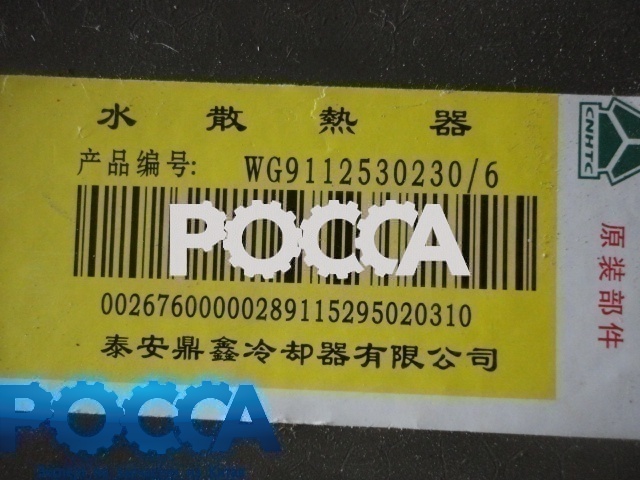 水散熱器
产品编号: WG9112530230/6
POCCA
00267600000289115295020310
泰安鼎鑫冷却器有限公司
CNHTC
原装部件
POCCA